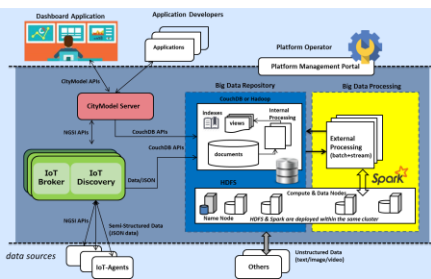 Dashboard Application
Application Developers
Applications
Platform Operator
Platform Management Portal
CityModel APIs
CityModel Server
NGSI APIs
CouchDB APIs
CouchDB APIs
IoT
Broker
IoT
Discovery
Data/JSON
Big Data Repository
CouchDB or Hadoop
Indexes
views
Internal
Processing
documents
Big Data Processing
External
Processing
(batch+stream)
Spark
HDFS
Compute & Data Nodes
Name Node
HDFS & Spark are deployed within the same cluster
NGSI APIs
Semi-Structured Data
(JSON data)
data sources
IoT-Agents
Others
Unstructured Data
(text/image/video)